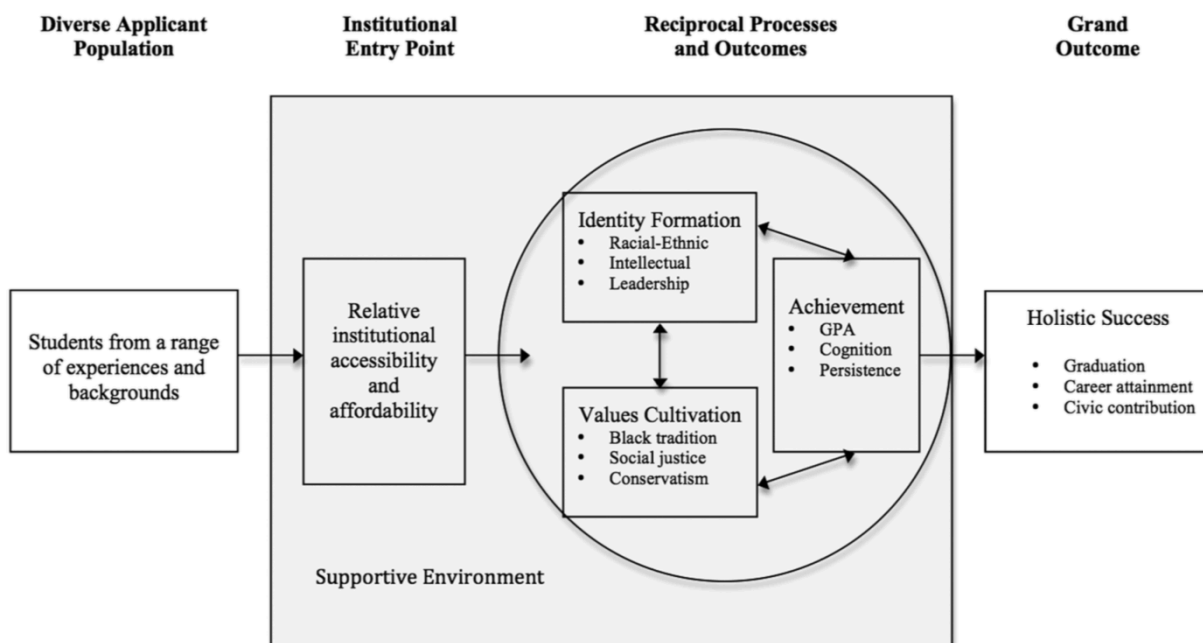 Diverse Applicant
Population
Institutional
Entry Point
Reciprocal Processes
and Outcomes
Grand
Outcome
Students from a range
of experiences and
backgrounds
Relative
institutional
accessibility
and
affordability
Identity Formation
• Racial-Ethnic
• Intellectual
• Leadership
Values Cultivation
• Black tradition
• Social justice
• Conservatism
Achievement
• GPA
• Cognition
• Persistence
Holistic Success
• Graduation
• Career attainment
• Civic contribution
Supportive Environment